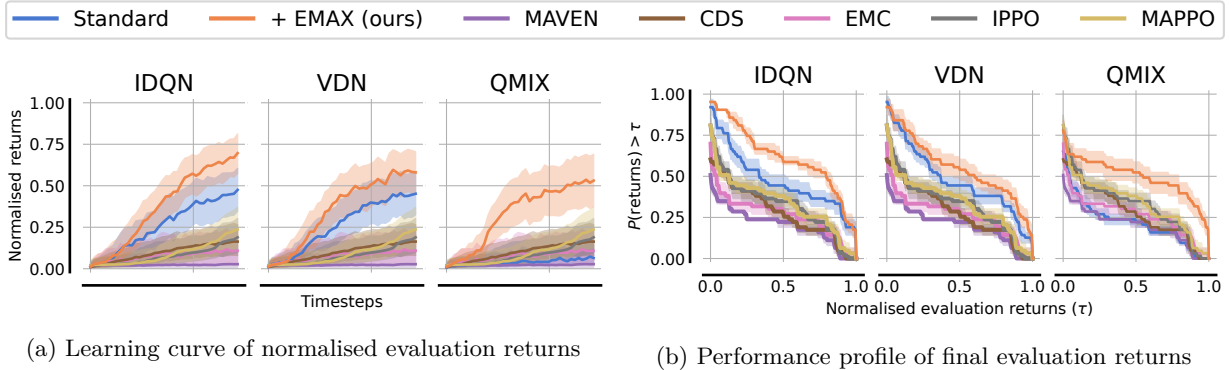 Standard + EMAX (ours) MAVEN CDS EMC IPPO MAPPO
IDQN VDN QMIX
Normalised returns
1.00
0.75
0.50
0.25
0.00
Timesteps
(a) Learning curve of normalised evaluation returns
IDQN VDN QMIX
P(returns) > τ
1.00
0.75
0.50
0.25
0.00
0.0 0.5 1.0 0.0 0.5 1.0 0.0 0.5 1.0
Normalised evaluation returns (τ)
(b) Performance profile of final evaluation returns